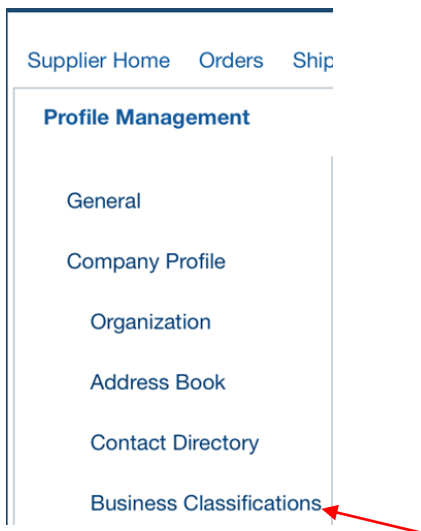 Supplier Home Orders Ship
Profile Management
General
Company Profile
Organization
Address Book
Contact Directory
Business Classifications